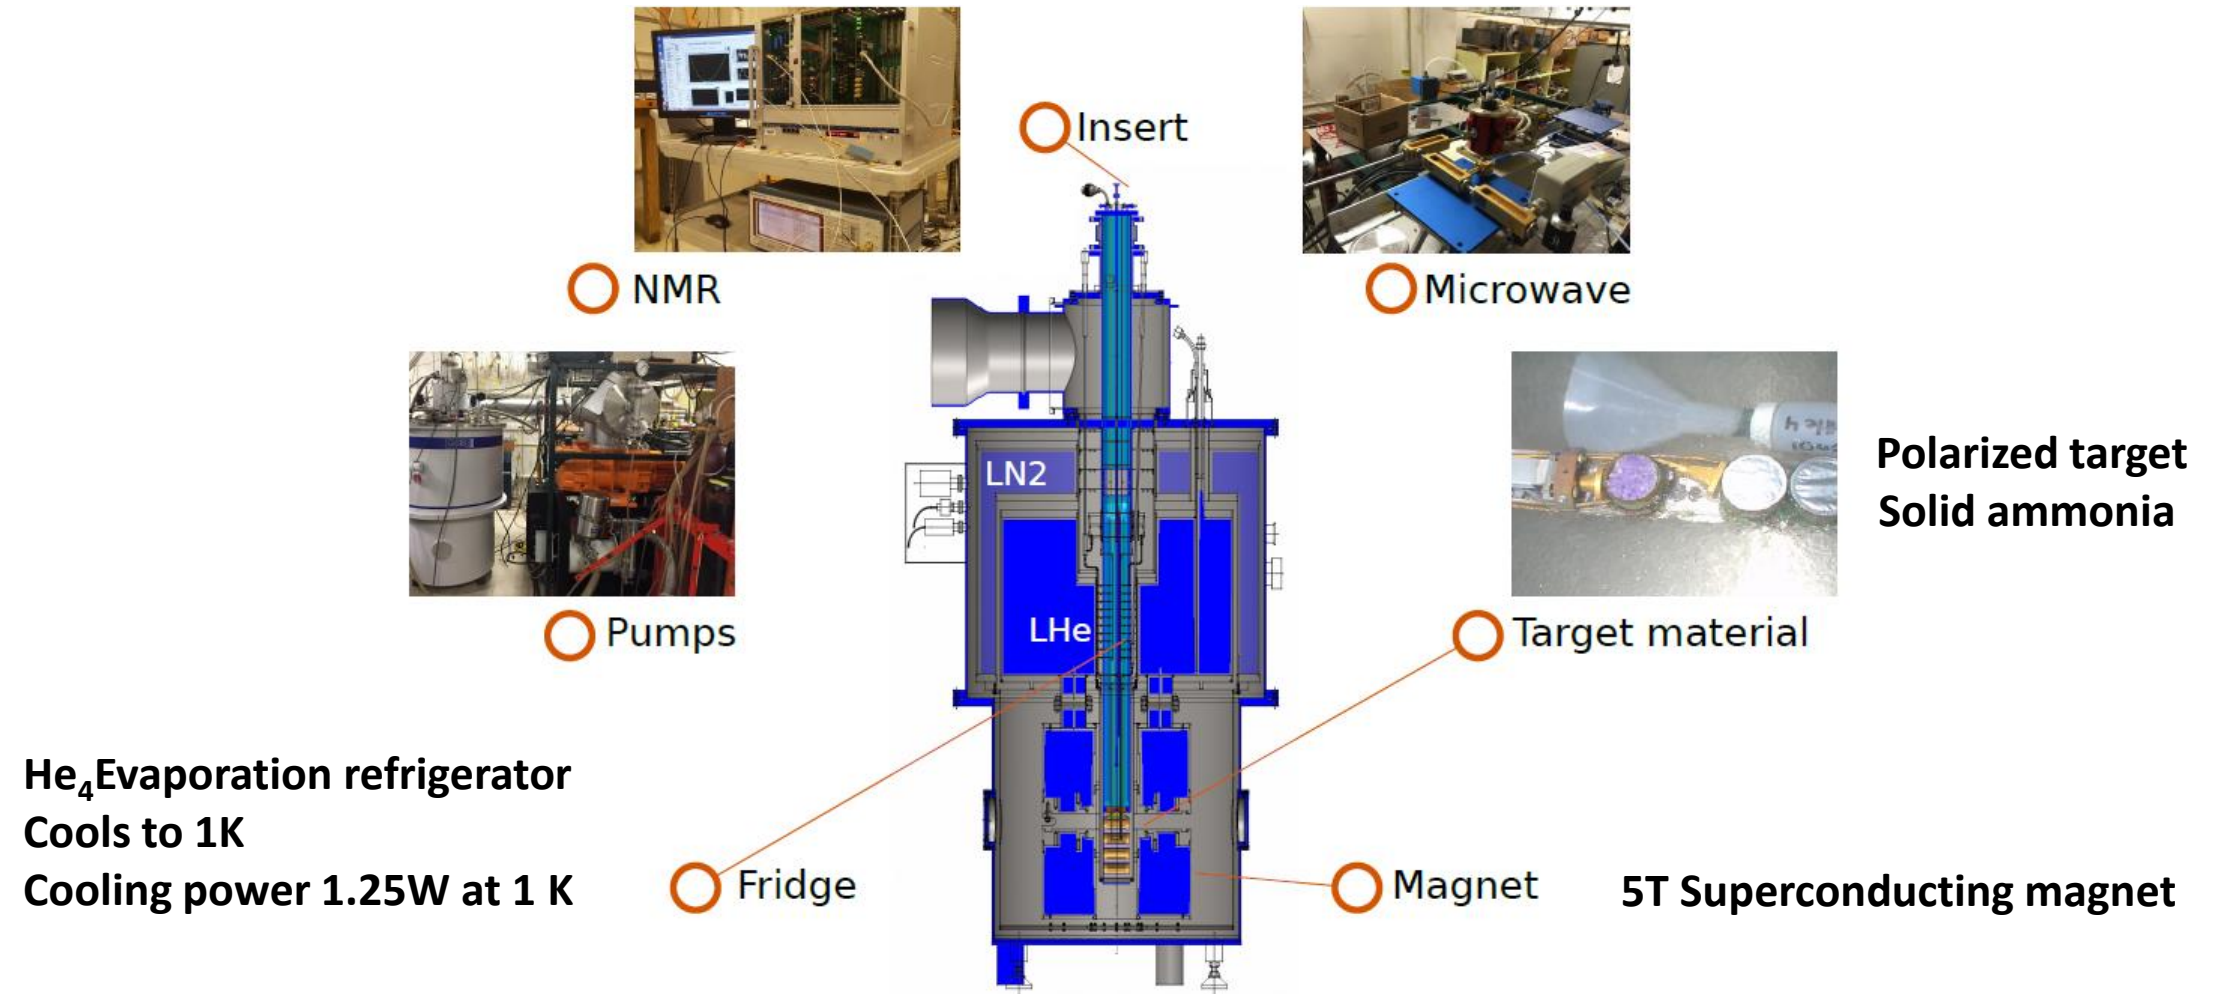 Insert
NMR
Microwave
LN2
Polarized target
Solid ammonia
LHe
Pumps
Target material
He₄Evaporation refrigerator
Cools to 1K
Cooling power 1.25W at 1 K
Fridge
Magnet
5T Superconducting magnet